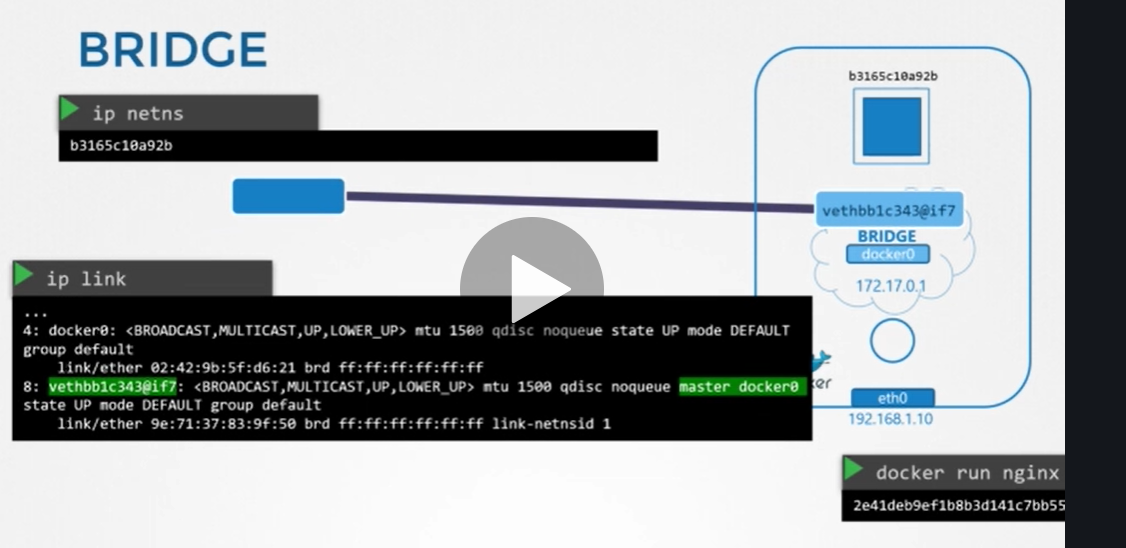 BRIDGE
ip netns
b3165c10a92b
b3165c10a92b
vethbb1c343@if7
BRIDGE
docker0
172.17.0.1
ip link
...
4: docker0: <BROADCAST,MULTICAST,UP,LOWER_UP> mtu 1500 qdisc noqueue state UP mode DEFAULT
group default
link/ether 02:42:9b:5f:d6:21 brd ff:ff:ff:ff:ff:ff
8: vethbb1c343@if7: <BROADCAST,MULTICAST,UP,LOWER_UP> mtu 1500 qdisc noqueue master docker0
state UP mode DEFAULT group default
link/ether 9e:71:37:83:9f:50 brd ff:ff:ff:ff:ff:ff link-netnsid 1
eth0
192.168.1.10
docker run nginx
2e41deb9ef1b8b3d141c7bb55